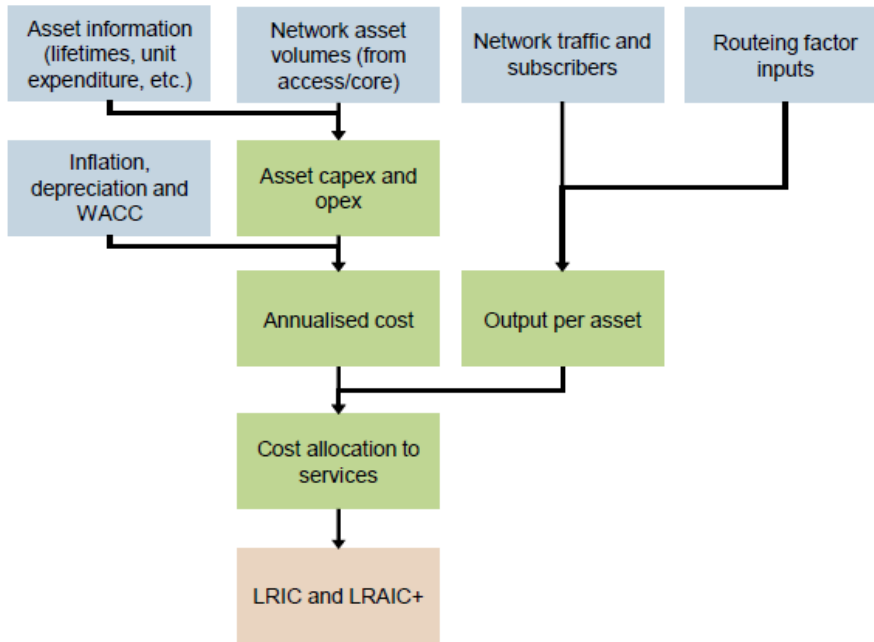 Asset information
(lifetimes, unit
expenditure, etc.)
Network asset
volumes (from
access/core)
Network traffic and
subscribers
Routeing factor
inputs
Inflation,
depreciation and
WACC
Asset capex and
opex
Annualised cost
Output per asset
Cost allocation to
services
LRIC and LRAIC+